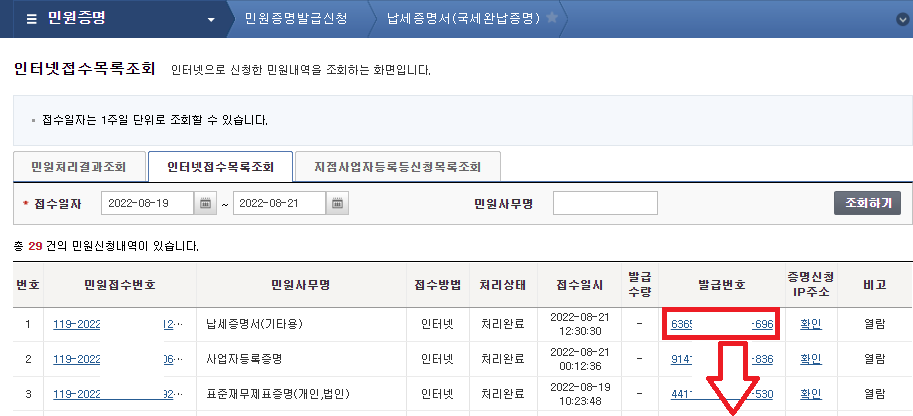 민원증명 민원증명발급신청 납세증명서(국세완납증명)
인터넷접수목록조회 인터넷으로 신청한 민원내역을 조회하는 화면입니다.
접수일자는 1주일 단위로 조회할 수 있습니다.
민원처리결과조회 인터넷접수목록조회 지점사업자등록등신청목록조회
* 접수일자 2022-08-19 ~ 2022-08-21 민원사무명 조회하기
총 29 건의 민원신청내역이 있습니다.
번호 민원접수번호 민원사무명 접수방법 처리상태 접수일시 발급 수량 발급번호 증명신청 IP주소 비고
1 119-2022 12… 납세증명서(기타용) 인터넷 처리완료 2022-08-21 12:30:30 - 6365 -696 확인 열람
2 119-2022 06… 사업자등록증명 인터넷 처리완료 2022-08-21 00:12:36 - 914 -836 확인 열람
3 119-2022 92… 표준재무제표증명(개인,법인) 인터넷 처리완료 2022-08-19 10:23:48 - 441 -530 확인 열람